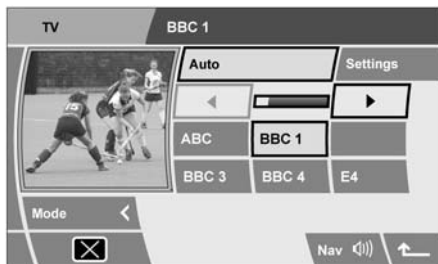 TV BBC 1
Auto Settings
ABC BBC 1
BBC 3 BBC 4 E4
Mode
Nav